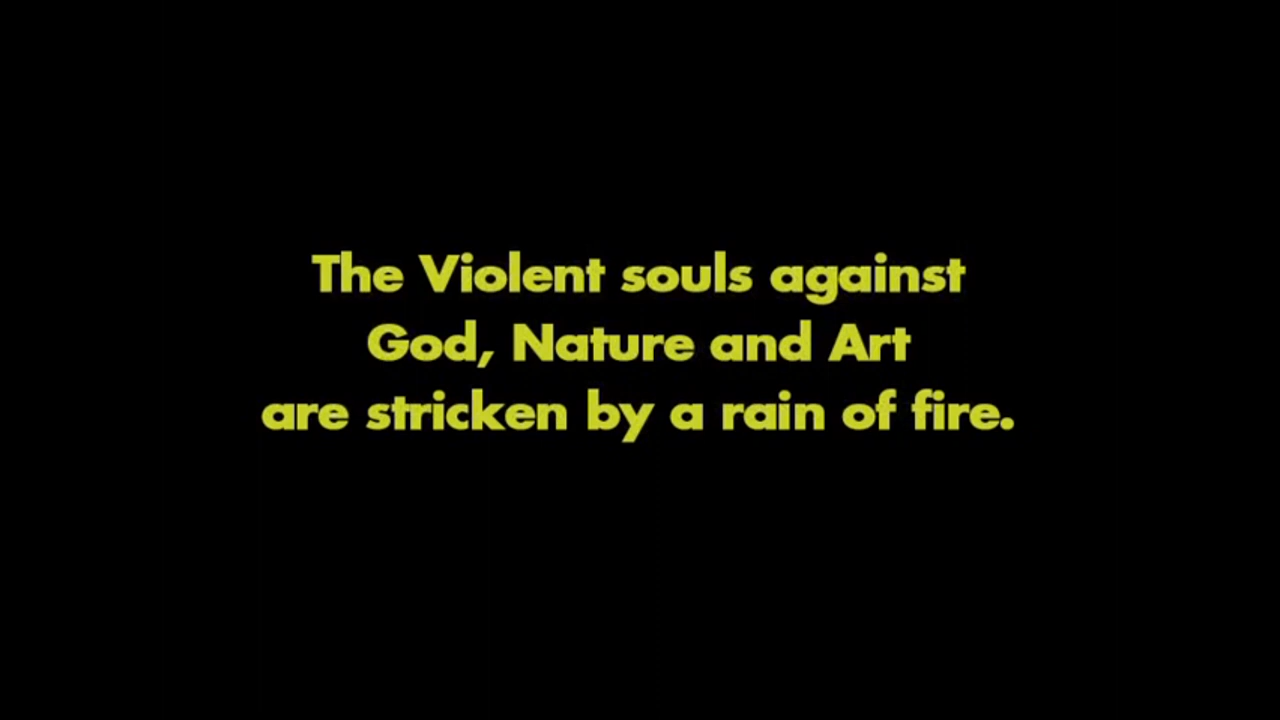 The Violent souls against
God, Nature and Art
are stricken by a rain of fire.